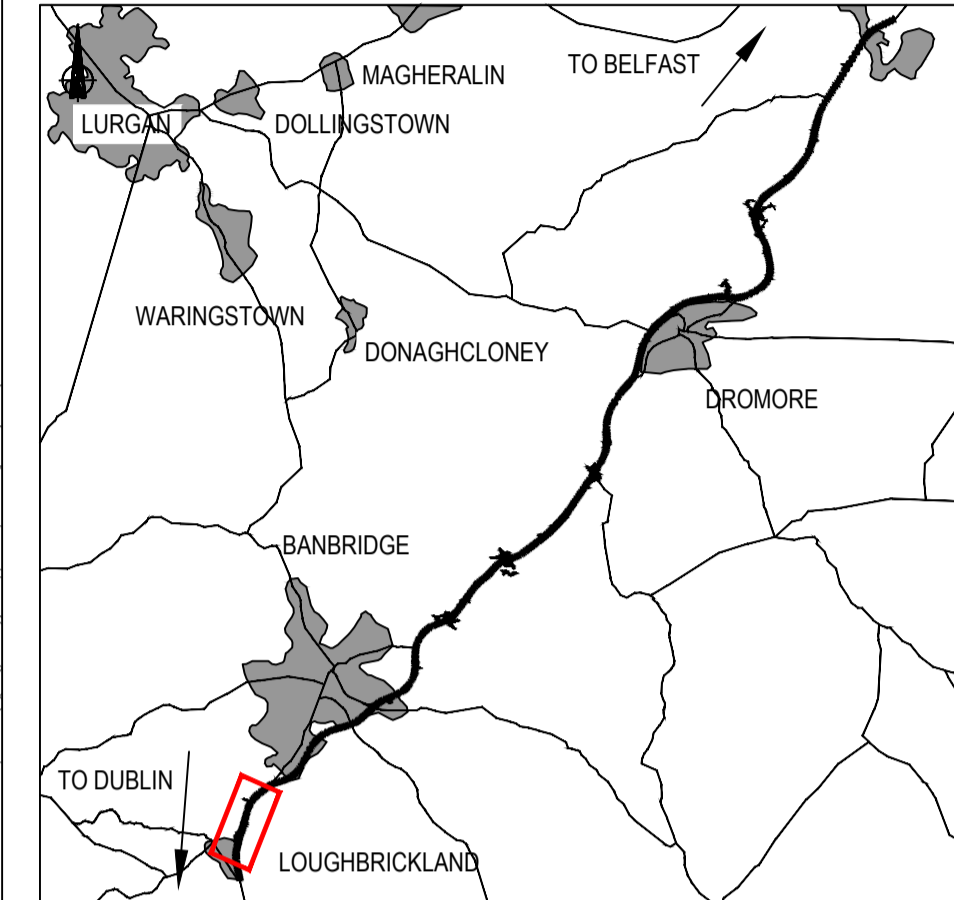 TO BELFAST
MAGHERALIN
LURGAN
DOLLINGSTOWN
WARINGSTOWN
DONAGHCLONEY
DROMORE
BANBRIDGE
TO DUBLIN
LOUGHBRICKLAND